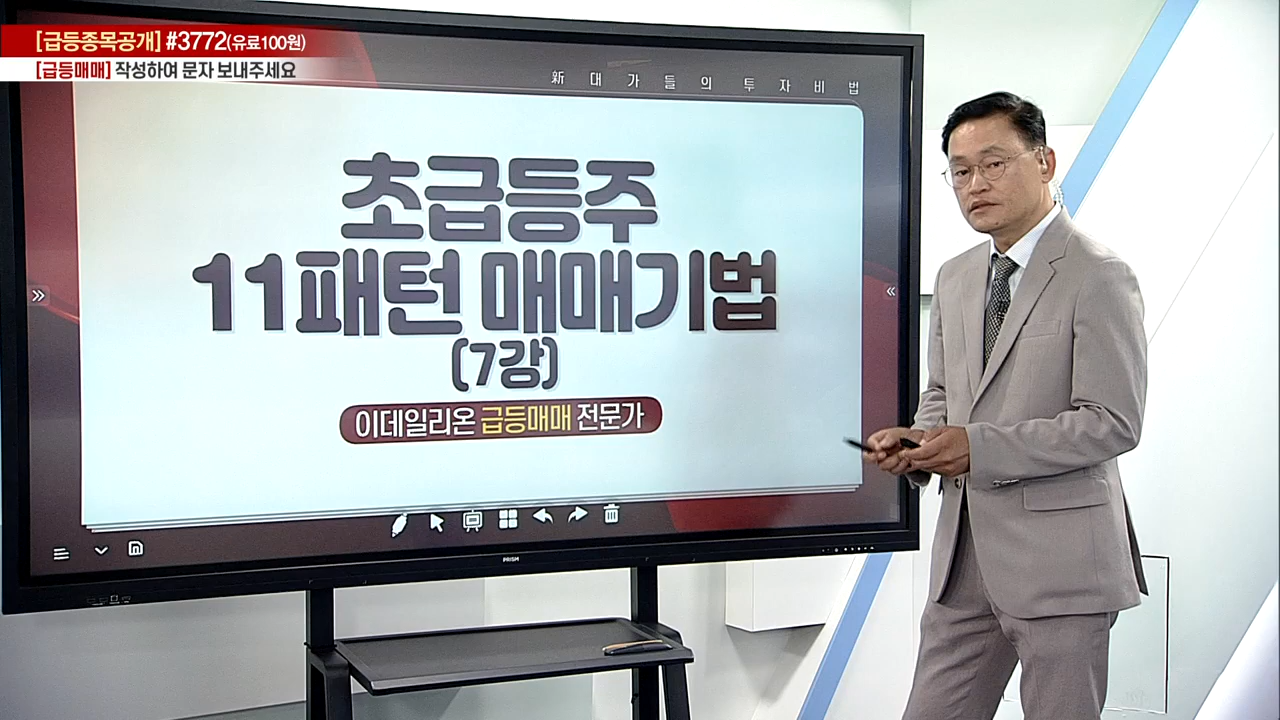 [급등종목공개] #3772(유료100원)
[급등매매] 작성하여 문자 보내주세요
新 대가들의 투자비법
초급등주
11패턴 매매기법
(7강)
이데일리온 급등매매 전문가
PRISM